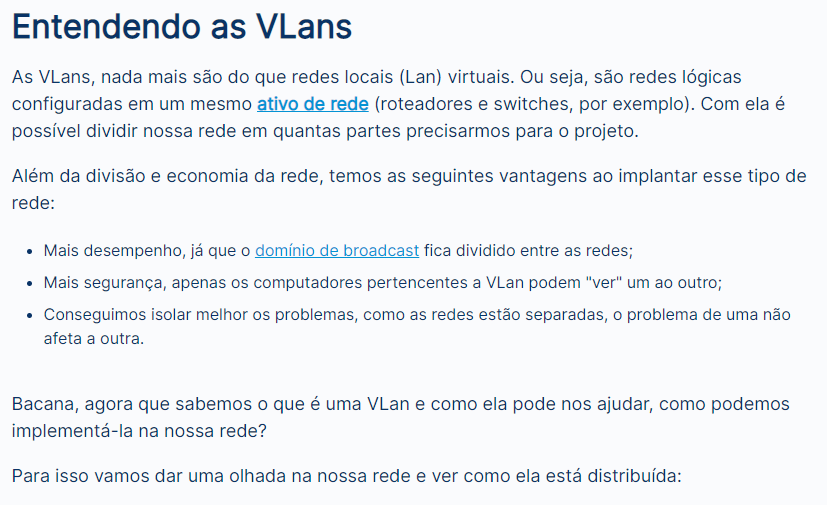 Entendendo as VLans
As VLans, nada mais são do que redes locais (Lan) virtuais. Ou seja, são redes lógicas
configuradas em um mesmo ativo de rede (roteadores e switches, por exemplo). Com ela é
possível dividir nossa rede em quantas partes precisarmos para o projeto.
Além da divisão e economia da rede, temos as seguintes vantagens ao implantar esse tipo de
rede:
• Mais desempenho, já que o domínio de broadcast fica dividido entre as redes;
• Mais segurança, apenas os computadores pertencentes a VLan podem "ver" um ao outro;
• Conseguimos isolar melhor os problemas, como as redes estão separadas, o problema de uma não
afeta a outra.
Bacana, agora que sabemos o que é uma VLan e como ela pode nos ajudar, como podemos
implementá-la na nossa rede?
Para isso vamos dar uma olhada na nossa rede e ver como ela está distribuída: